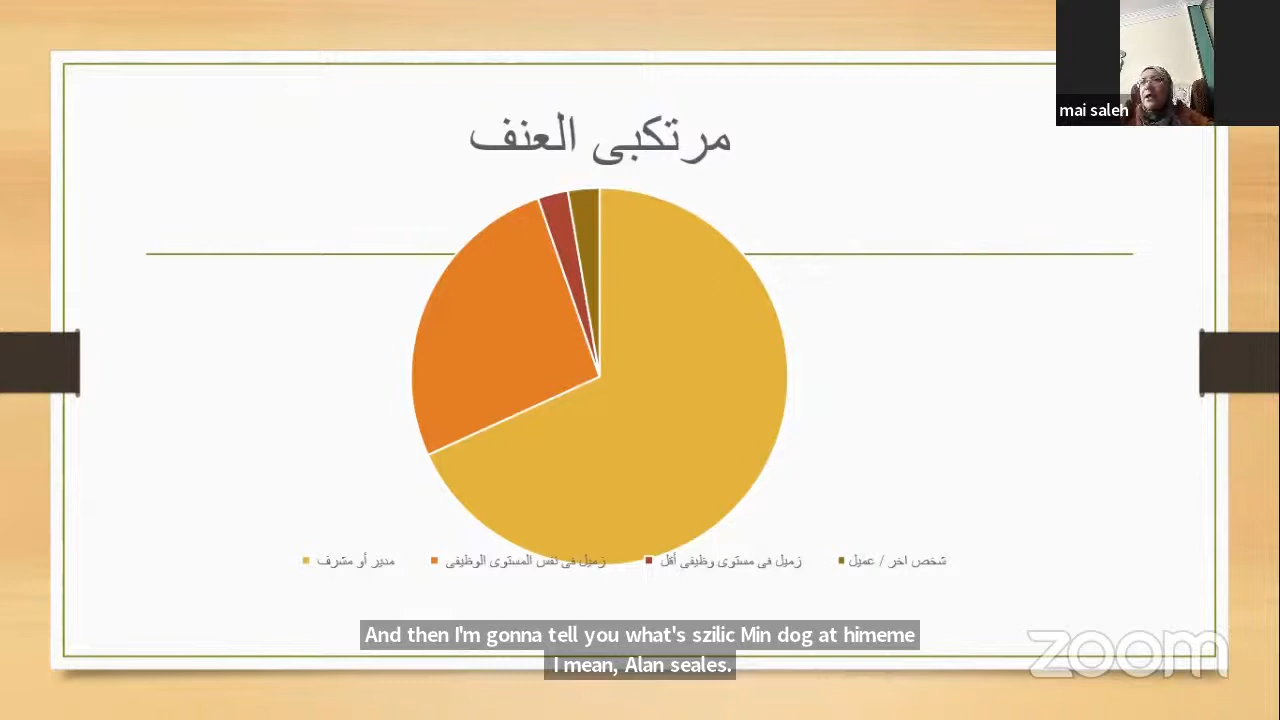 mai saleh
مرتكبى العنف
مدير أو مشرف
زميل فى نفس المستوى الوظيفى
زميل فى مستوى وظيفى أقل
شخص اخر / عميل
And then I'm gonna tell you what's szilic Min dog at himeme
I mean, Alan seales.
zoom